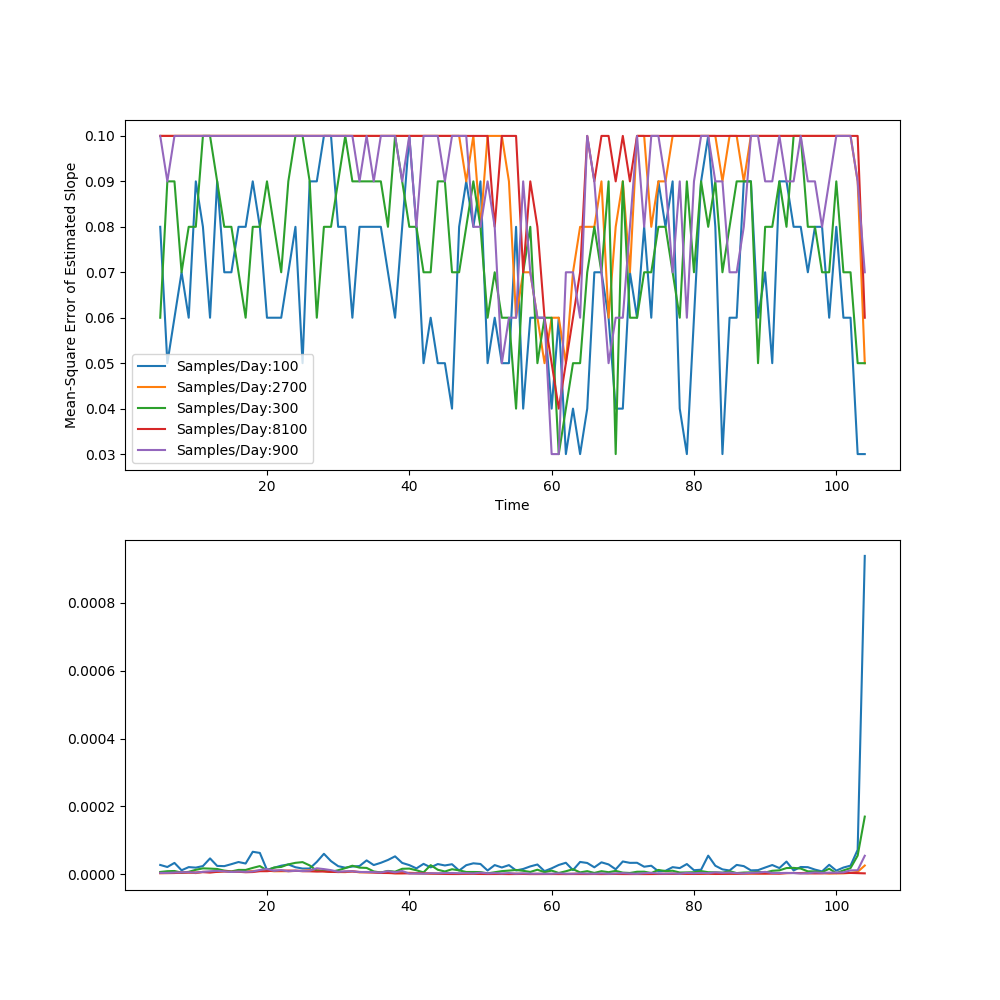 0.10
0.09
0.08
0.07
0.06
0.05
0.04
0.03
Mean-Square Error of Estimated Slope
Samples/Day:100
Samples/Day:2700
Samples/Day:300
Samples/Day:8100
Samples/Day:900
20 40 60 80 100
Time
0.0008
0.0006
0.0004
0.0002
0.0000
20 40 60 80 100